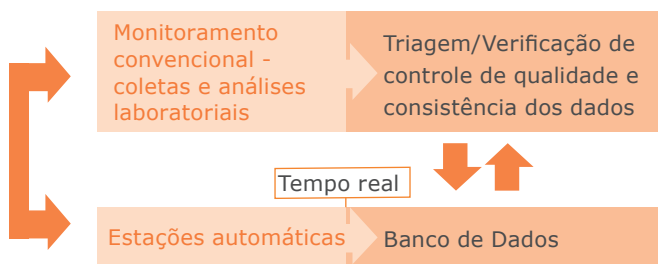 Monitoramento
convencional -
coletas e análises
laboratoriais
Triagem/Verificação de
controle de qualidade e
consistência dos dados
Tempo real
Estações automáticas
Banco de Dados